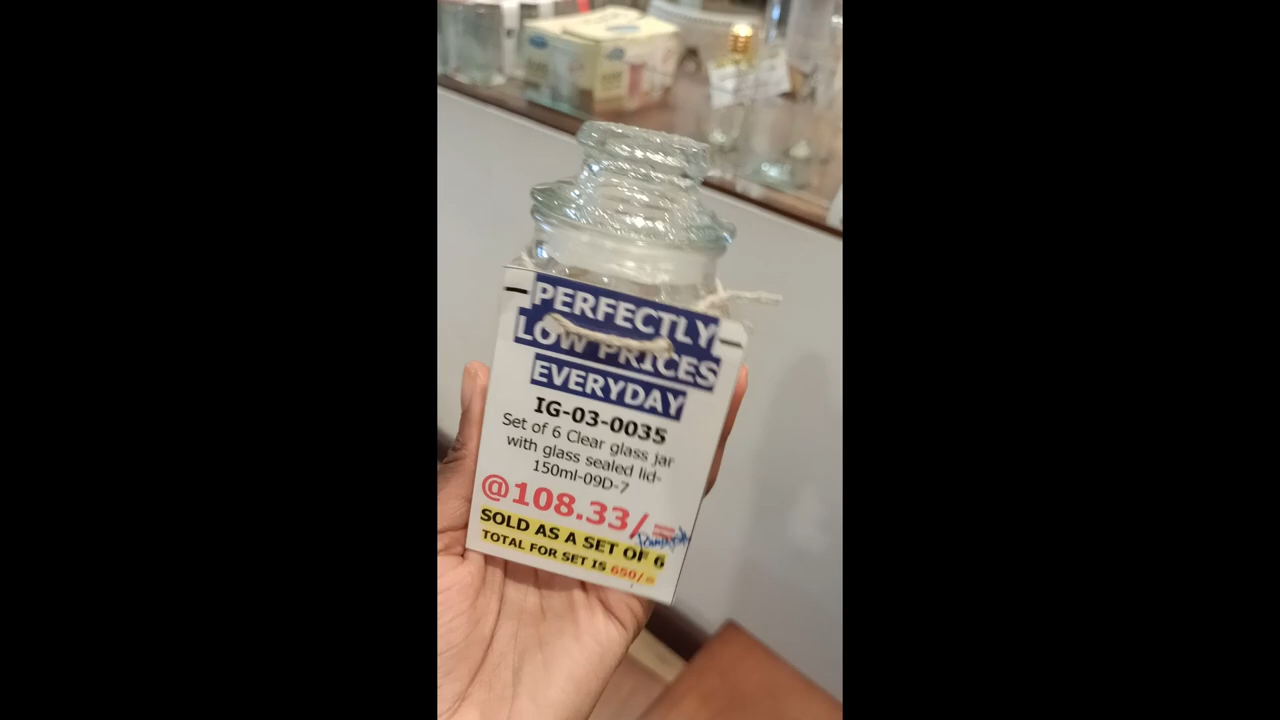 PERFECTLY
LOW PRICES
EVERYDAY
IG-03-0035
Set of 6 Clear glass jar
with glass sealed lid-
150ml-09D-7
@108.33/=
SOLD AS A SET OF 6
TOTAL FOR SET IS 650/=